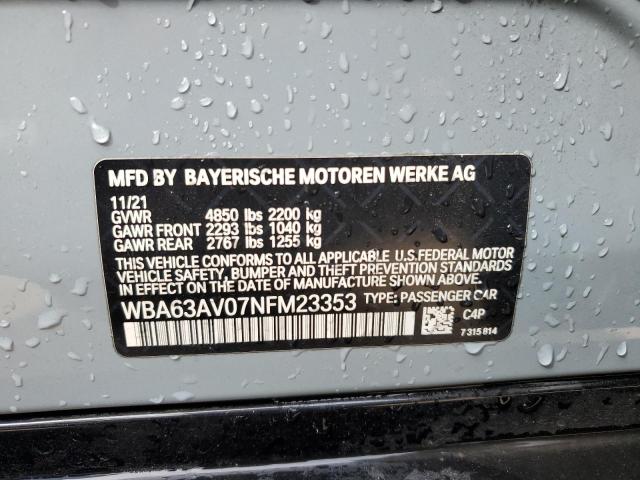 MFD BY BAYERISCHE MOTOREN WERKE AG
11/21
GVWR 4850 lbs 2200 kg
GAWR FRONT 2293 lbs 1040 kg
GAWR REAR 2767 lbs 1255 kg
THIS VEHICLE CONFORMS TO ALL APPLICABLE U.S.FEDERAL MOTOR
VEHICLE SAFETY, BUMPER AND THEFT PREVENTION STANDARDS
IN EFFECT ON THE DATE OF MANUFACTURE SHOWN ABOVE.
WBA63AV07NFM23353 TYPE: PASSENGER CAR
C4P
7 315 814